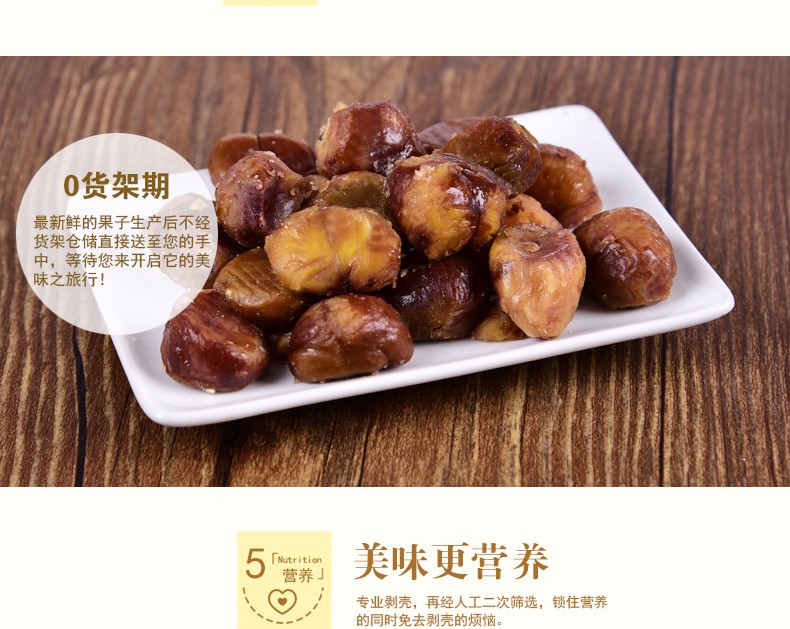 0货架期
最新鲜的果子生产后不经
货架仓储直接送至您的手
中，等待您来开启它的美
味之旅行！
5「Nutrition
营养」
美味更营养
专业剥壳，再经人工二次筛选，锁住营养
的同时免去剥壳的烦恼。